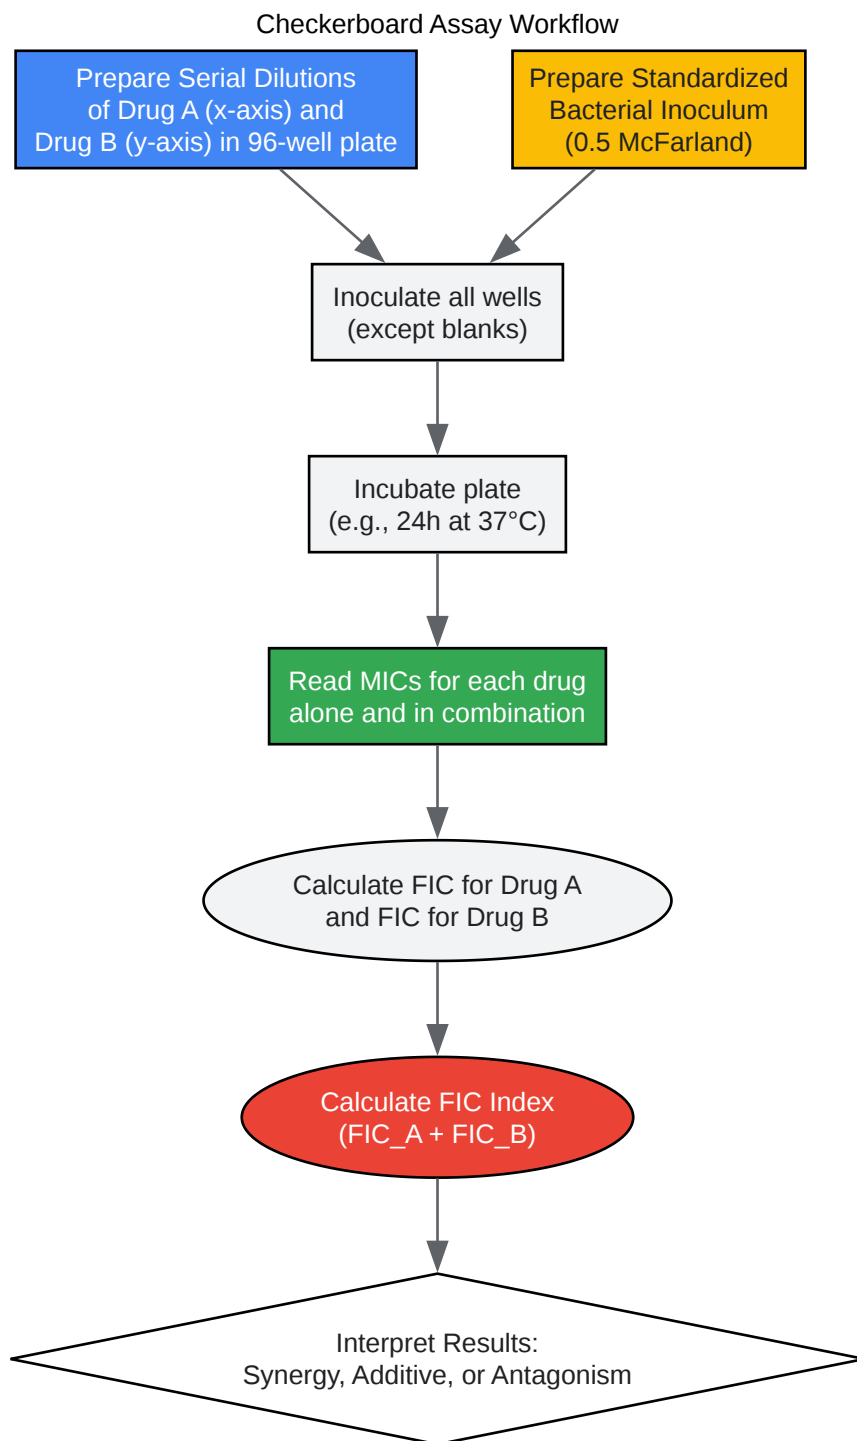 Checkerboard Assay Workflow
Prepare Serial Dilutions
of Drug A (x-axis) and
Drug B (y-axis) in 96-well plate
Prepare Standardized
Bacterial Inoculum
(0.5 McFarland)
Inoculate all wells
(except blanks)
Incubate plate
(e.g., 24h at 37°C)
Read MICs for each drug
alone and in combination
Calculate FIC for Drug A
and FIC for Drug B
Calculate FIC Index
(FIC_A + FIC_B)
Interpret Results:
Synergy, Additive, or Antagonism